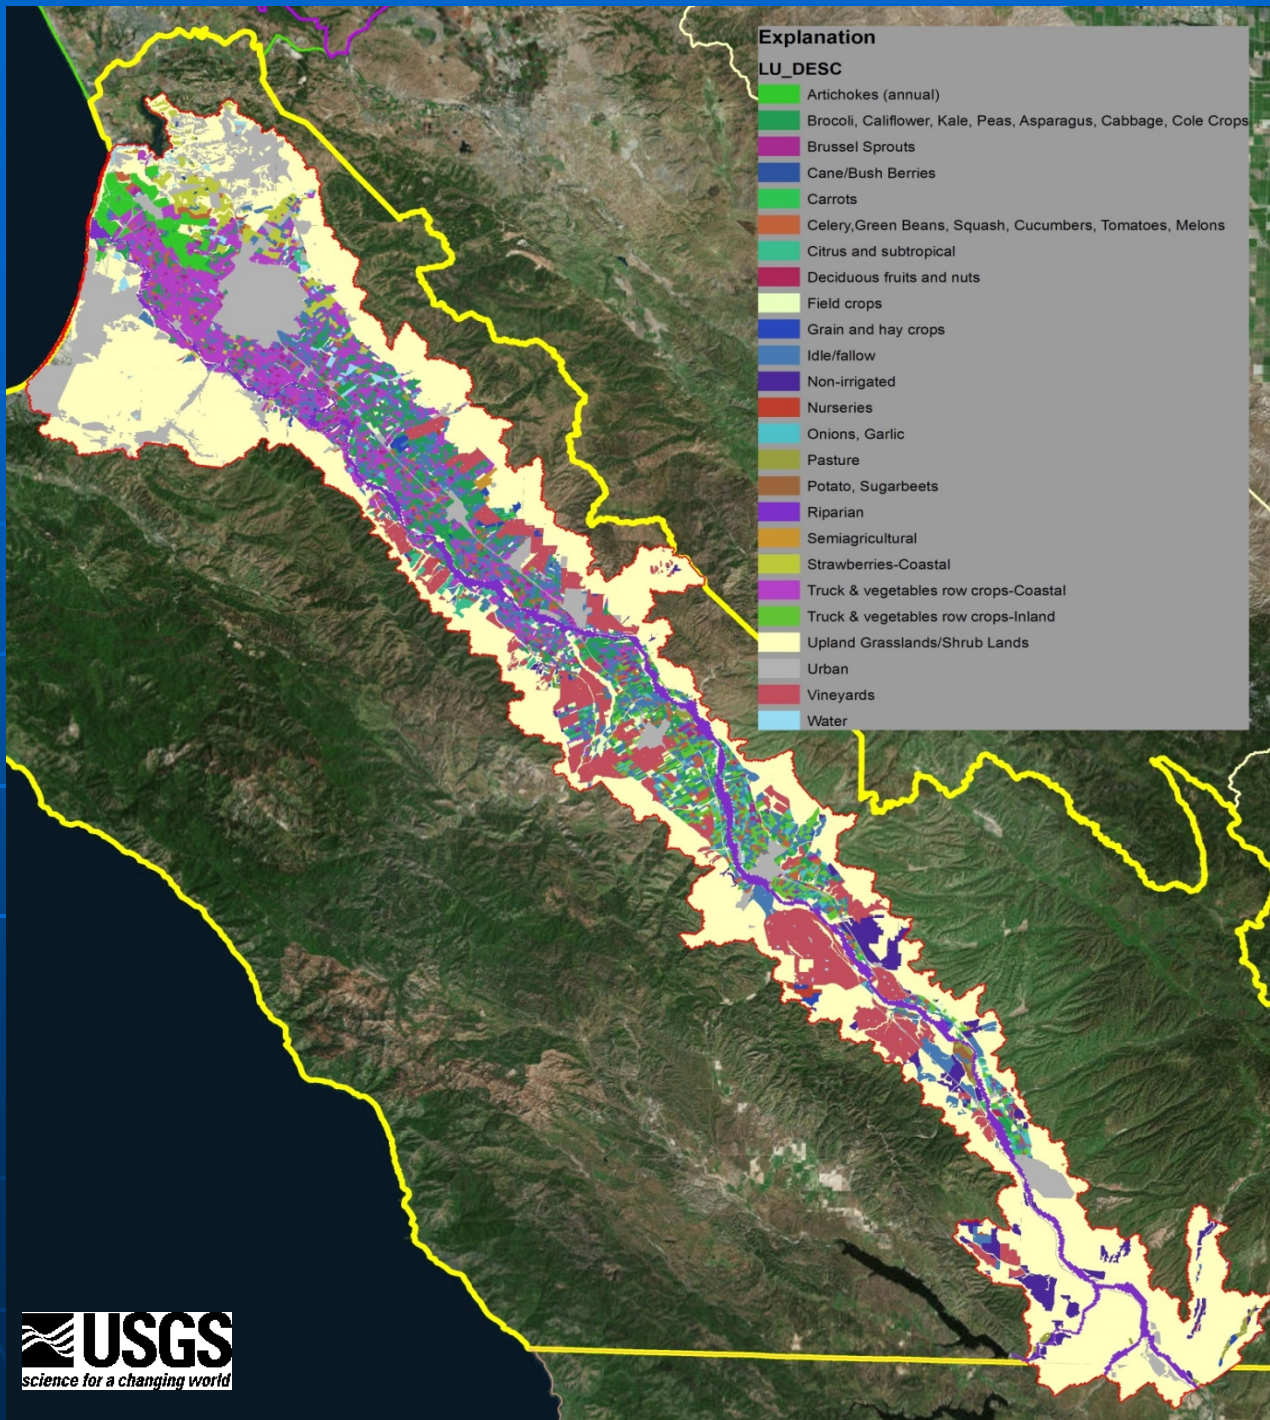 Explanation
LU_DESC
Artichokes (annual)
Brocoli, Califlower, Kale, Peas, Asparagus, Cabbage, Cole Crops
Brussel Sprouts
Cane/Bush Berries
Carrots
Celery,Green Beans, Squash, Cucumbers, Tomatoes, Melons
Citrus and subtropical
Deciduous fruits and nuts
Field crops
Grain and hay crops
Idle/fallow
Non-irrigated
Nurseries
Onions, Garlic
Pasture
Potato, Sugarbeets
Riparian
Semiagricultural
Strawberries-Coastal
Truck & vegetables row crops-Coastal
Truck & vegetables row crops-Inland
Upland Grasslands/Shrub Lands
Urban
Vineyards
Water
USGS
science for a changing world